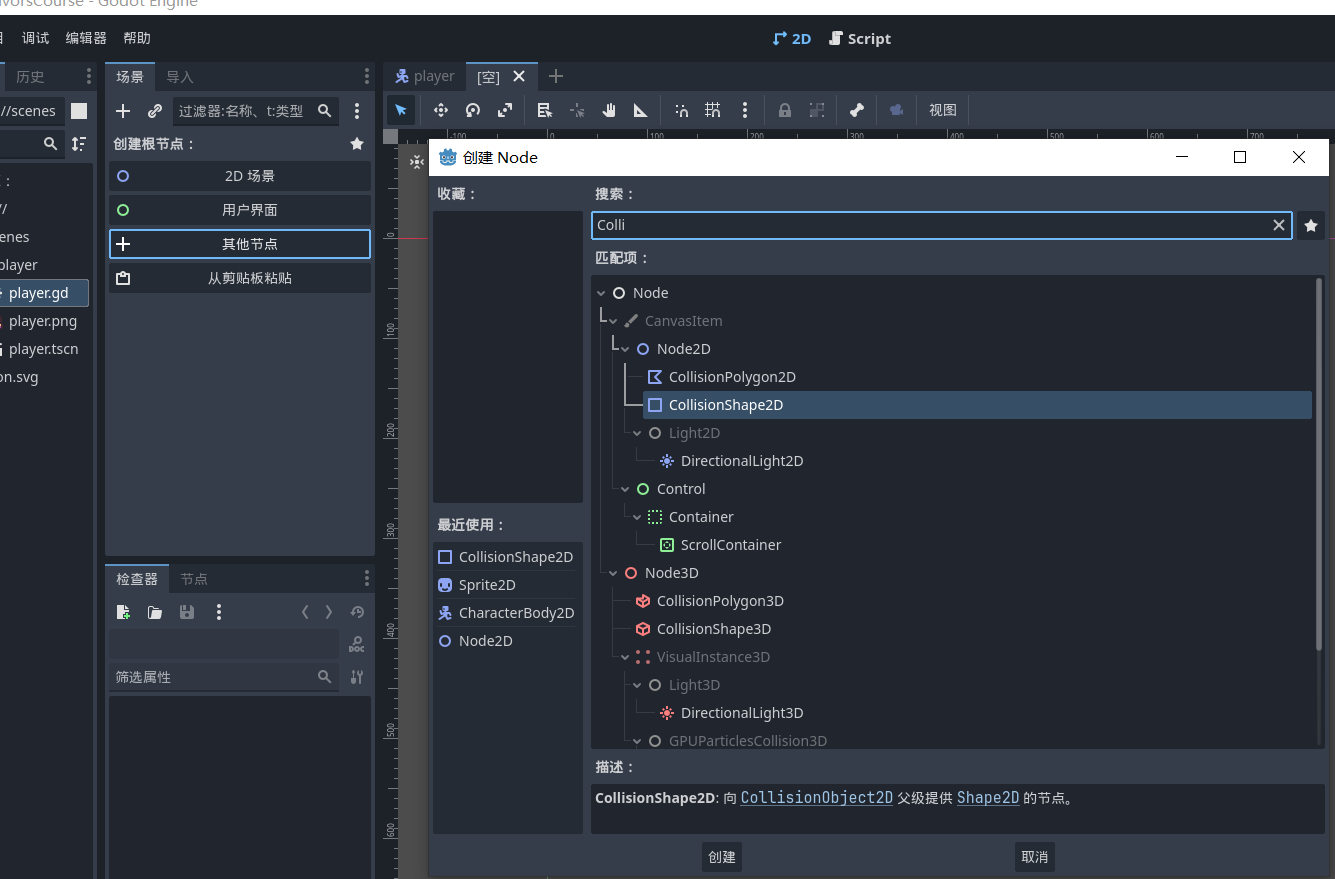 vorsCourse - Godot Engine
调试 编辑器 帮助
2D Script
历史
场景 导入
player [空]
//scenes
过滤器:名称、t:类型
视图
创建根节点：
2D 场景
用户界面
其他节点
从剪贴板粘贴
player.gd
player.png
player.tscn
检查器 节点
筛选属性
-100 0 100 200 300 400 500 600 700
0
100
200
300
400
500
600
创建 Node
收藏：
搜索：
Colli
匹配项：
Node
CanvasItem
Node2D
CollisionPolygon2D
CollisionShape2D
Light2D
DirectionalLight2D
Control
Container
ScrollContainer
Node3D
CollisionPolygon3D
CollisionShape3D
VisualInstance3D
Light3D
DirectionalLight3D
GPUParticlesCollision3D
最近使用：
CollisionShape2D
Sprite2D
CharacterBody2D
Node2D
描述：
CollisionShape2D: 向 CollisionObject2D 父级提供 Shape2D 的节点。
创建 取消